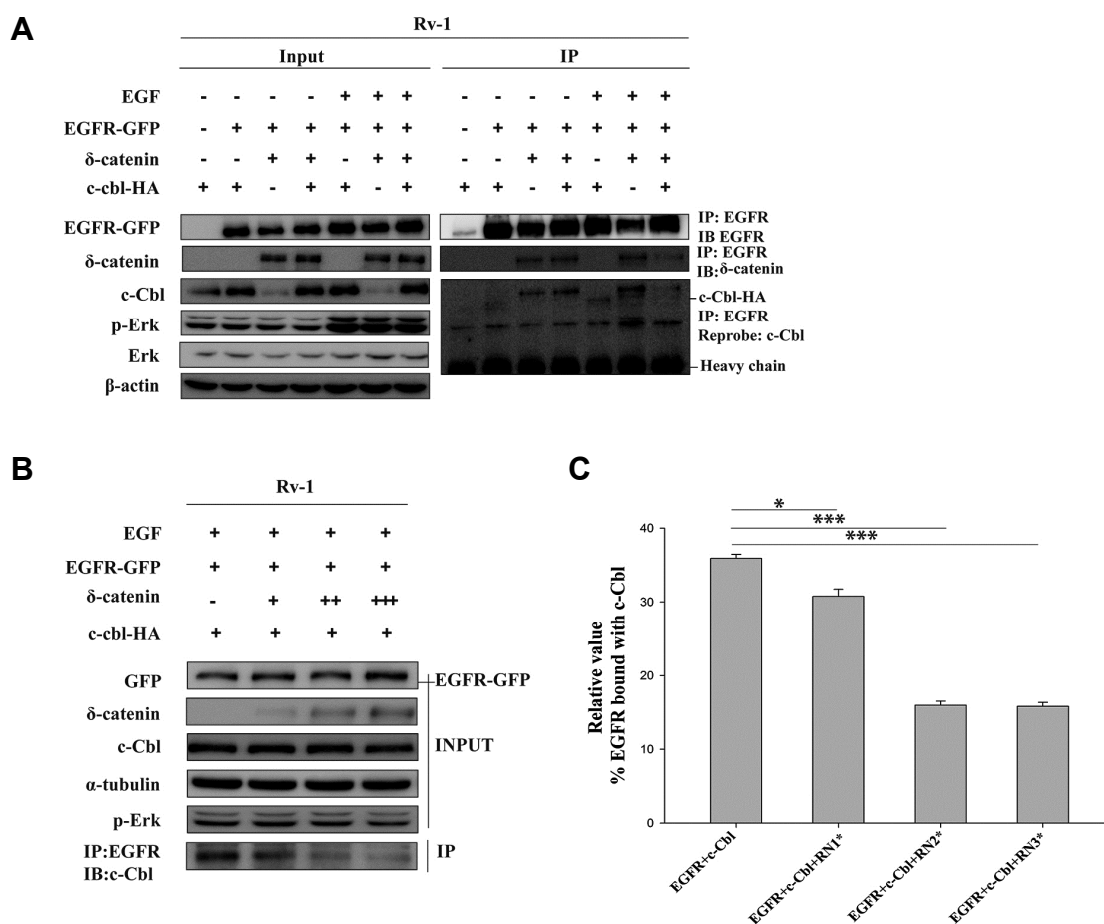 A
Rv-1
Input IP
EGF - - - - + + + - - - - + + +
EGFR-GFP - + + + + + + - + + + + + +
δ-catenin - - + + - + + - - + + - + +
c-cbl-HA + + - + + - + + + - + + - +
EGFR-GFP
δ-catenin
c-Cbl
p-Erk
Erk
β-actin
IP: EGFR
IB EGFR
IP: EGFR
IB:δ-catenin
c-Cbl-HA
IP: EGFR
Reprobe: c-Cbl
Heavy chain
B
Rv-1
EGF + + + +
EGFR-GFP + + + +
δ-catenin - + ++ +++
c-cbl-HA + + + +
GFP EGFR-GFP
δ-catenin
c-Cbl INPUT
α-tubulin
p-Erk
IP:EGFR IP
IB:c-Cbl
C
*
***
***
Relative value
% EGFR bound with c-Cbl
40
30
20
10
0
EGFR+c-Cbl
EGFR+c-Cbl+RN1*
EGFR+c-Cbl+RN2*
EGFR+c-Cbl+RN3*